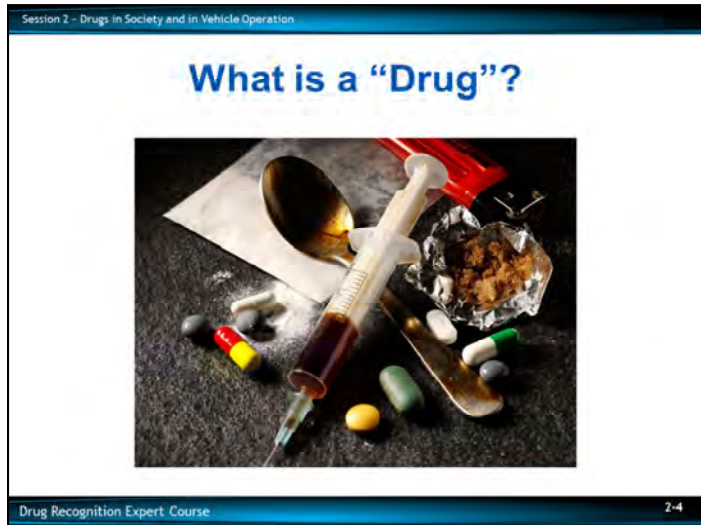 Session 2 – Drugs in Society and in Vehicle Operation
What is a “Drug”?
Drug Recognition Expert Course
2-4